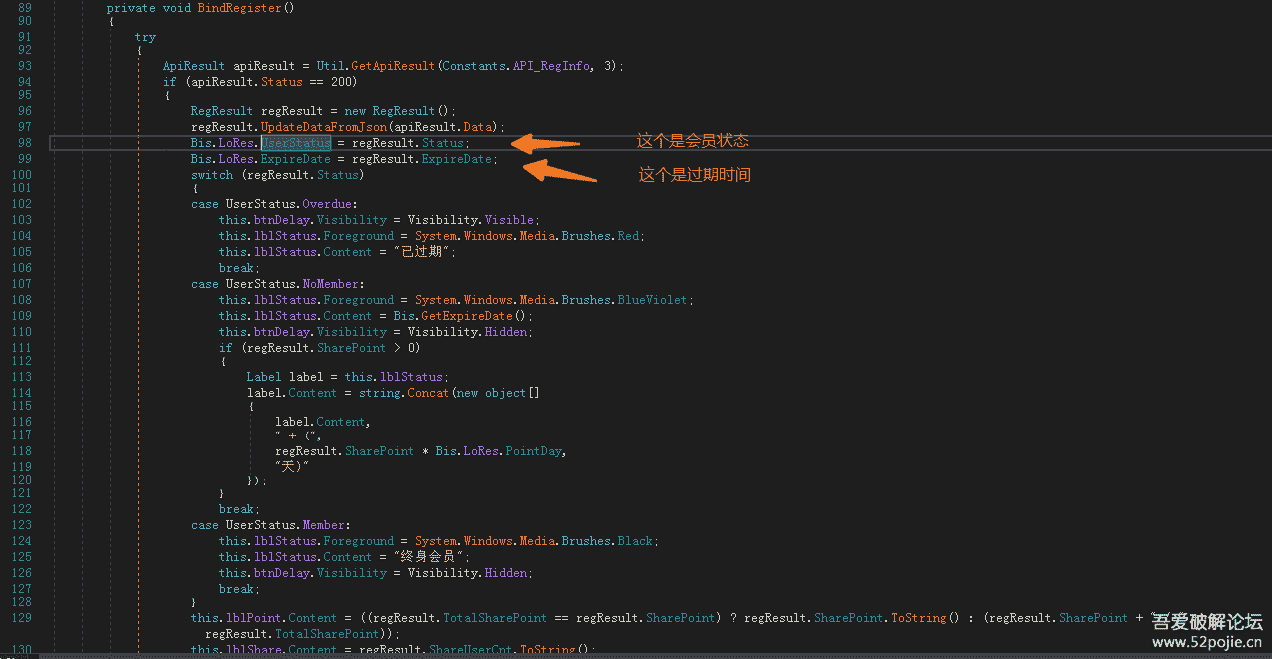 89 private void BindRegister()
90 {
91 try
92 {
93 ApiResult apiResult = Util.GetApiResult(Constants.API_RegInfo, 3);
94 if (apiResult.Status == 200)
95 {
96 RegResult regResult = new RegResult();
97 regResult.UpdateDataFromJson(apiResult.Data);
98 Bis.LoRes.UserStatus = regResult.Status; 这个是会员状态
99 Bis.LoRes.ExpireDate = regResult.ExpireDate; 这个是过期时间
100 switch (regResult.Status)
101 {
102 case UserStatus.Overdue:
103 this.btnDelay.Visibility = Visibility.Visible;
104 this.lblStatus.Foreground = System.Windows.Media.Brushes.Red;
105 this.lblStatus.Content = "已过期";
106 break;
107 case UserStatus.NoMember:
108 this.lblStatus.Foreground = System.Windows.Media.Brushes.BlueViolet;
109 this.lblStatus.Content = Bis.GetExpireDate();
110 this.btnDelay.Visibility = Visibility.Hidden;
111 if (regResult.SharePoint > 0)
112 {
113 Label label = this.lblStatus;
114 label.Content = string.Concat(new object[]
115 {
116 label.Content,
117 " + (",
118 regResult.SharePoint * Bis.LoRes.PointDay,
119 "天)"
120 });
121 }
122 break;
123 case UserStatus.Member:
124 this.lblStatus.Foreground = System.Windows.Media.Brushes.Black;
125 this.lblStatus.Content = "终身会员";
126 this.btnDelay.Visibility = Visibility.Hidden;
127 break;
128 }
129 this.lblPoint.Content = ((regResult.TotalSharePoint == regResult.SharePoint) ? regResult.SharePoint.ToString() : (regResult.SharePoint +
regResult.TotalSharePoint));
130 this.lblShare.Content = regResult.ShareUserCnt.ToString();
吾爱破解论坛
www.52pojie.cn